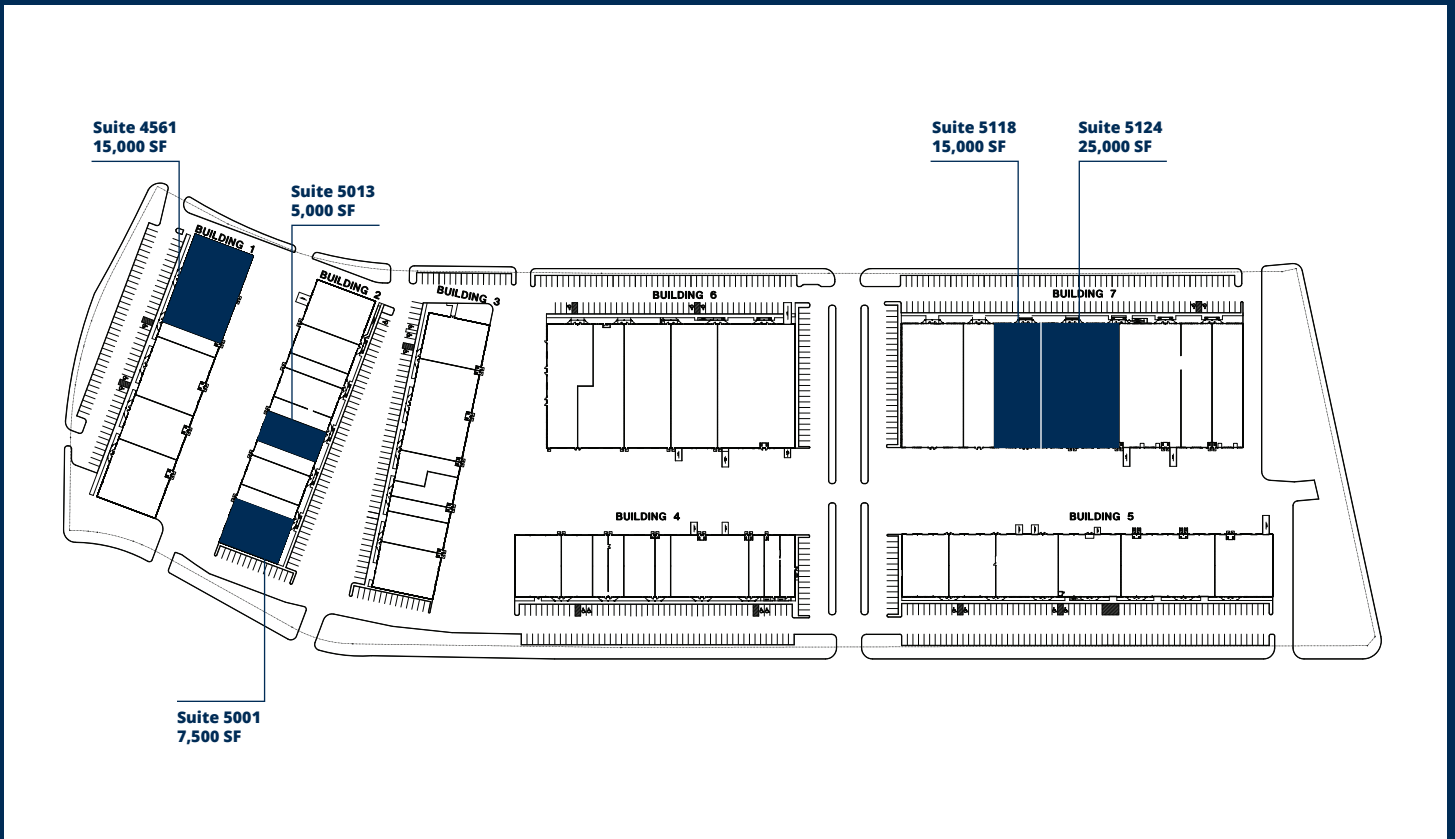 Suite 4561
15,000 SF
Suite 5118
15,000 SF
Suite 5124
25,000 SF
Suite 5013
5,000 SF
BUILDING 1
BUILDING 2
BUILDING 3
BUILDING 6
BUILDING 7
BUILDING 4
BUILDING 5
Suite 5001
7,500 SF